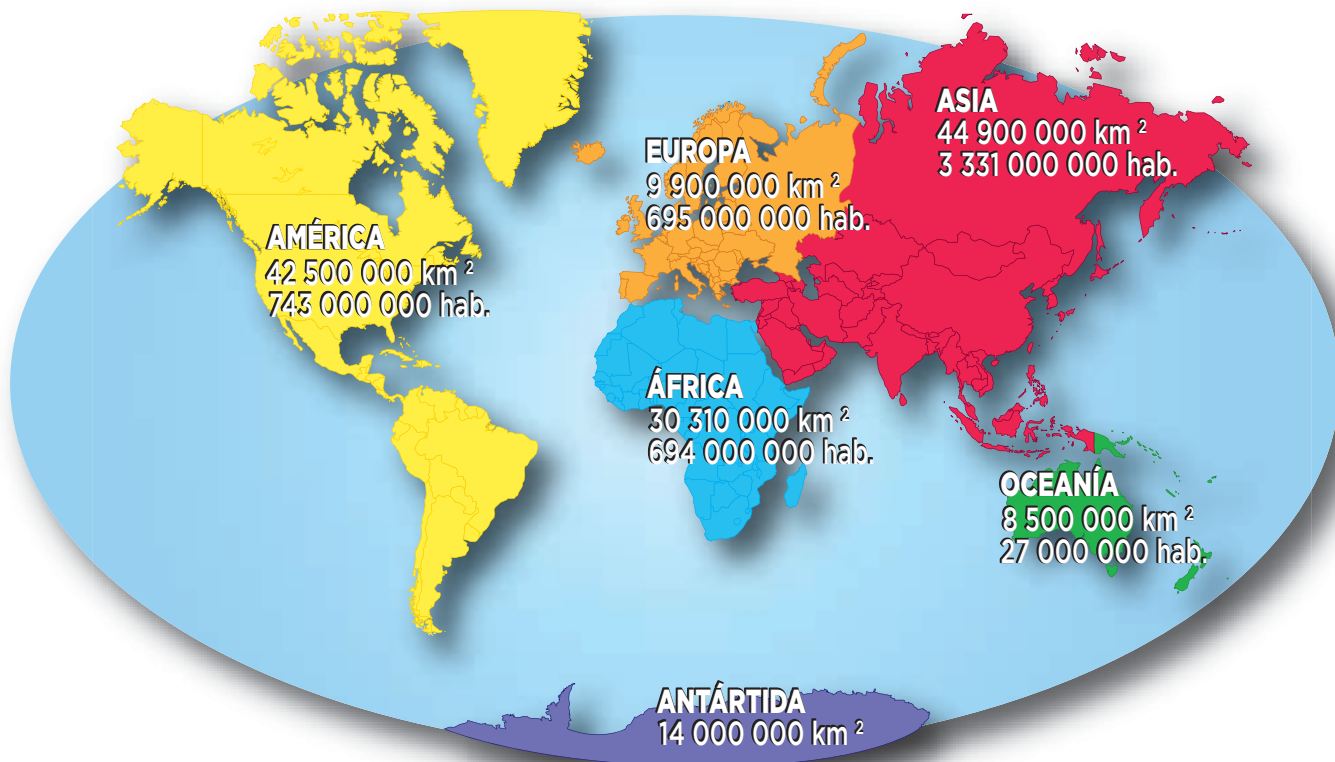 ASIA
44 900 000 km ²
3 331 000 000 hab.
EUROPA
9 900 000 km ²
695 000 000 hab.
AMÉRICA
42 500 000 km ²
743 000 000 hab.
ÁFRICA
30 310 000 km ²
694 000 000 hab.
OCEANÍA
8 500 000 km ²
27 000 000 hab.
ANTÁRTIDA
14 000 000 km ²